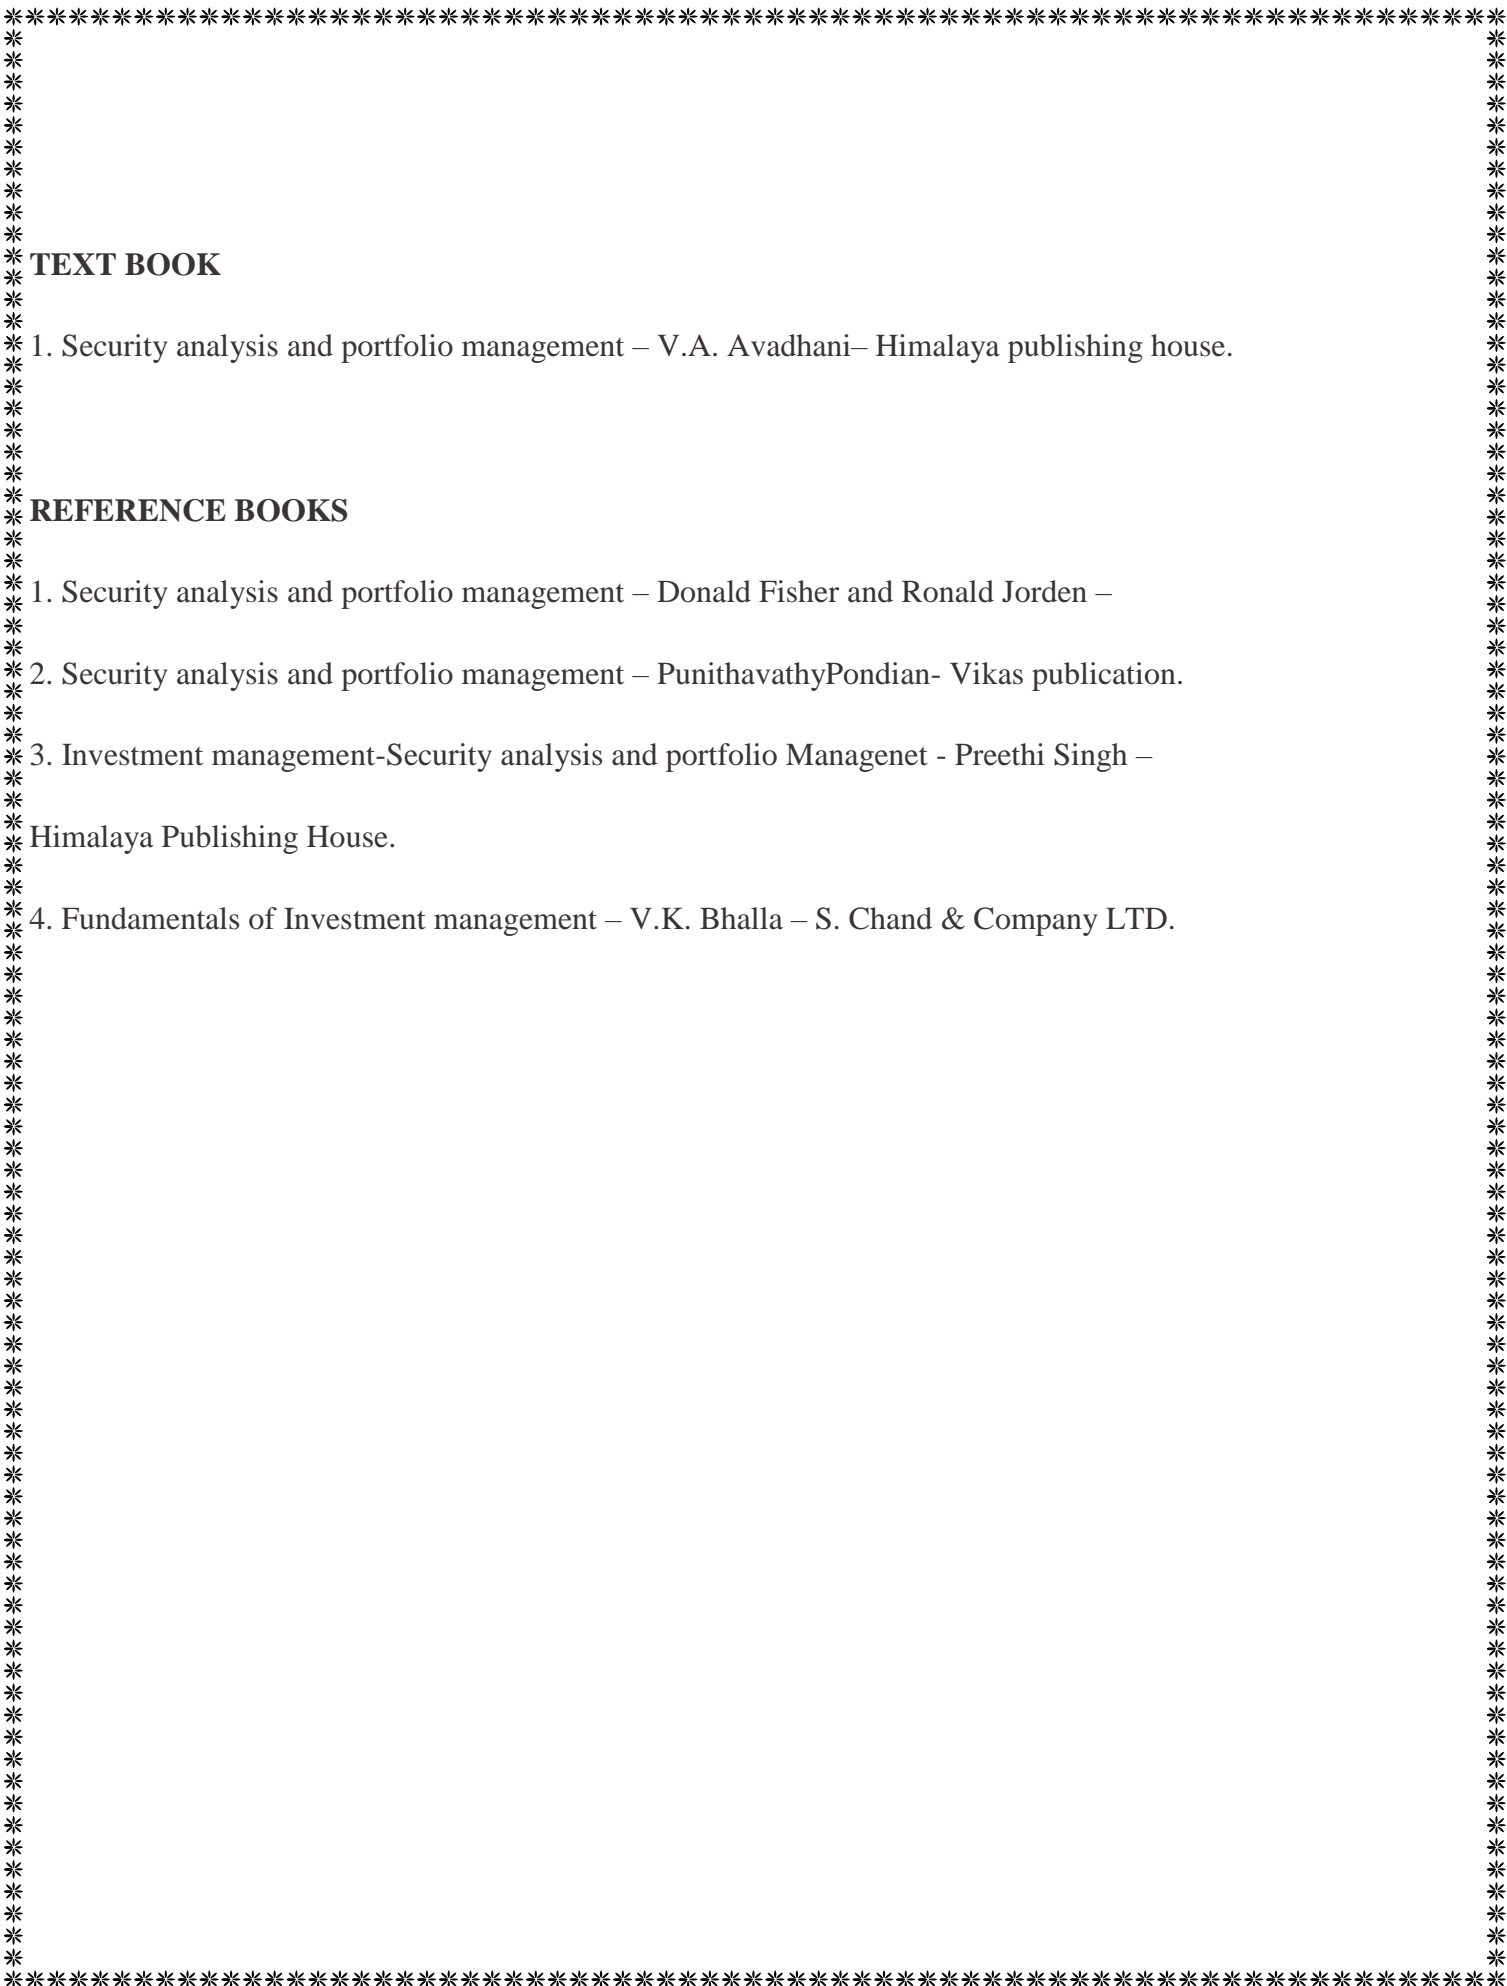 TEXT BOOK
1. Security analysis and portfolio management – V.A. Avadhani– Himalaya publishing house.
REFERENCE BOOKS
1. Security analysis and portfolio management – Donald Fisher and Ronald Jorden –
2. Security analysis and portfolio management – PunithavathyPondian- Vikas publication.
3. Investment management-Security analysis and portfolio Managenet - Preethi Singh –
Himalaya Publishing House.
4. Fundamentals of Investment management – V.K. Bhalla – S. Chand & Company LTD.